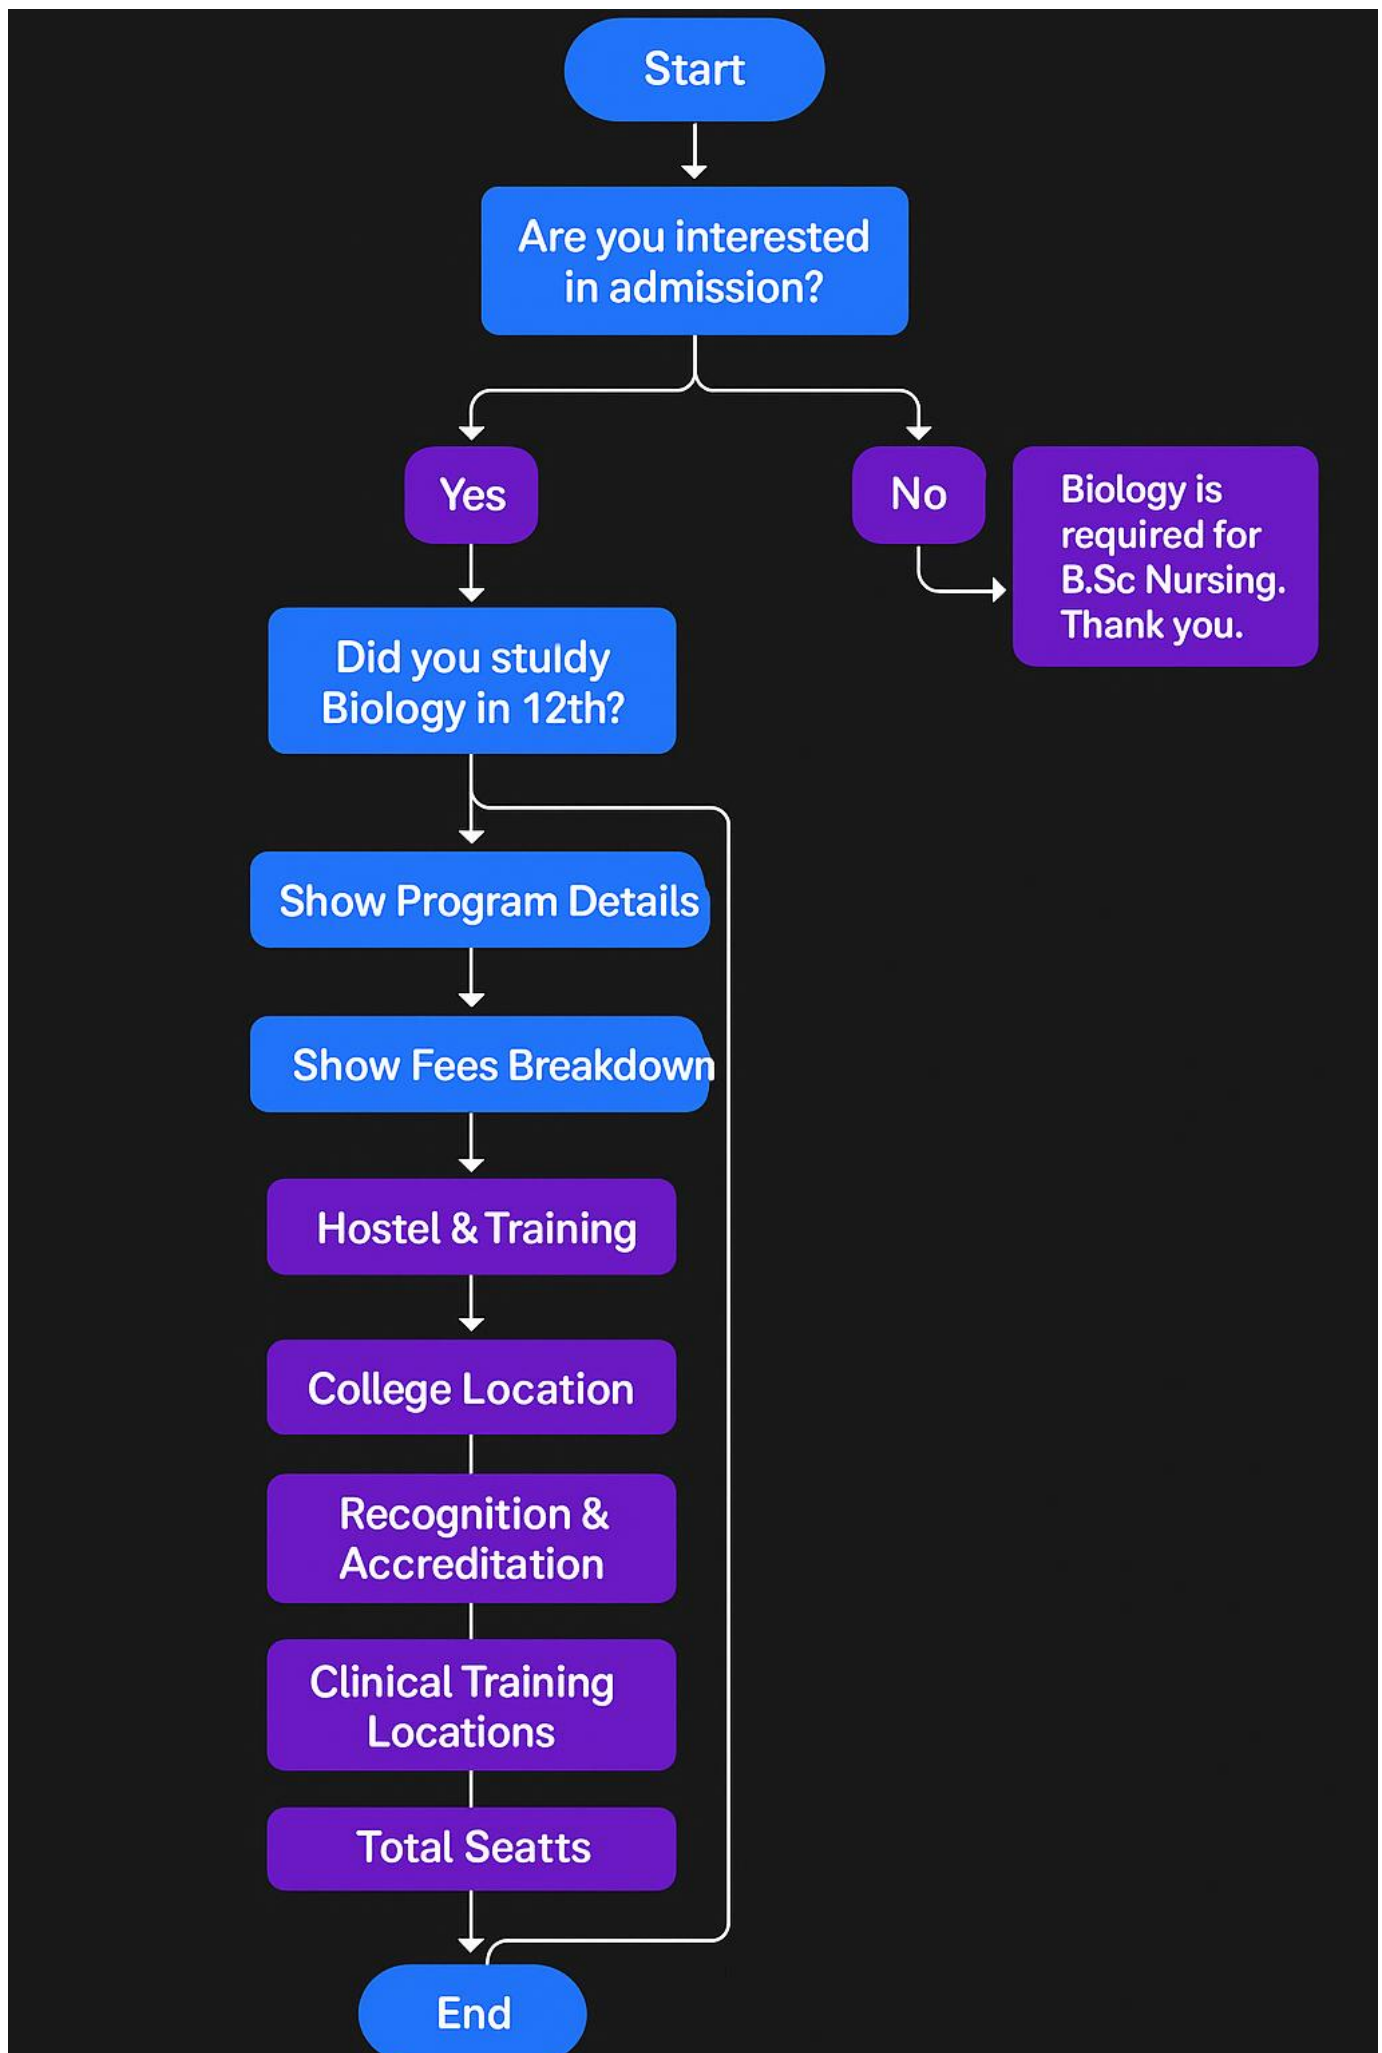 Start
Are you interested
in admission?
Yes
No
Biology is
required for
B.Sc Nursing.
Thank you.
Did you stuldy
Biology in 12th?
Show Program Details
Show Fees Breakdown
Hostel & Training
College Location
Recognition &
Accreditation
Clinical Training
Locations
Total Seatts
End